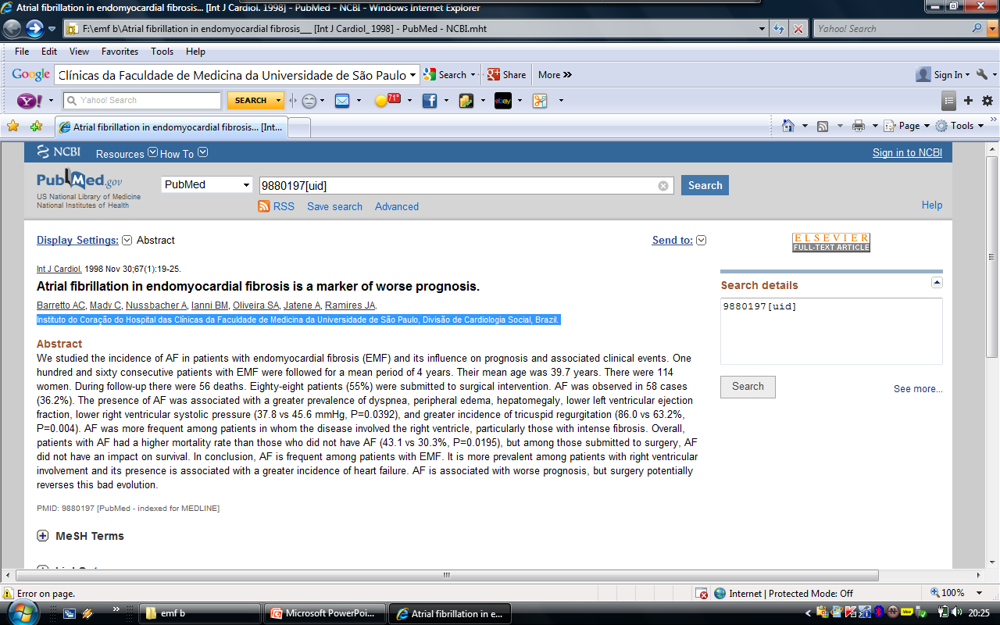 Atrial fibrillation in endomyocardial fibrosis... [Int J Cardiol. 1998] - PubMed - NCBI - Windows Internet Explorer
F:\emf b\Atrial fibrillation in endomyocardial fibrosis___ [Int J Cardiol_ 1998] - PubMed - NCBI.mht
Yahoo! Search
File Edit View Favorites Tools Help
Google Clínicas da Faculdade de Medicina da Universidade de São Paulo Search Share More » Sign In
Y! Yahoo! Search SEARCH 71° ebay
Atrial fibrillation in endomyocardial fibrosis... [Int... Page Tools
NCBI Resources How To Sign in to NCBI
PubMed.gov
US National Library of Medicine
National Institutes of Health
PubMed 9880197[uid] Search
RSS Save search Advanced Help
Display Settings: Abstract Send to:
ELSEVIER
FULL-TEXT ARTICLE
Int J Cardiol. 1998 Nov 30;67(1):19-25.
Atrial fibrillation in endomyocardial fibrosis is a marker of worse prognosis.
Barretto AC, Mady C, Nussbacher A, Ianni BM, Oliveira SA, Jatene A, Ramires JA.
Instituto do Coração do Hospital das Clínicas da Faculdade de Medicina da Universidade de São Paulo, Divisão de Cardiologia Social, Brazil.
Abstract
We studied the incidence of AF in patients with endomyocardial fibrosis (EMF) and its influence on prognosis and associated clinical events. One
hundred and sixty consecutive patients with EMF were followed for a mean period of 4 years. Their mean age was 39.7 years. There were 114
women. During follow-up there were 56 deaths. Eighty-eight patients (55%) were submitted to surgical intervention. AF was observed in 58 cases
(36.2%). The presence of AF was associated with a greater prevalence of dyspnea, peripheral edema, hepatomegaly, lower left ventricular ejection
fraction, lower right ventricular systolic pressure (37.8 vs 45.6 mmHg, P=0.0392), and greater incidence of tricuspid regurgitation (86.0 vs 63.2%,
P=0.004). AF was more frequent among patients in whom the disease involved the right ventricle, particularly those with intense fibrosis. Overall,
patients with AF had a higher mortality rate than those who did not have AF (43.1 vs 30.3%, P=0.0195), but among those submitted to surgery, AF
did not have an impact on survival. In conclusion, AF is frequent among patients with EMF. It is more prevalent among patients with right ventricular
involvement and its presence is associated with a greater incidence of heart failure. AF is associated with worse prognosis, but surgery potentially
reverses this bad evolution.
PMID: 9880197 [PubMed - indexed for MEDLINE]
MeSH Terms
Search details
9880197[uid]
Search See more...
Error on page. Internet | Protected Mode: Off 100%
emf b Microsoft PowerPoi... Atrial fibrillation in e... 20:25